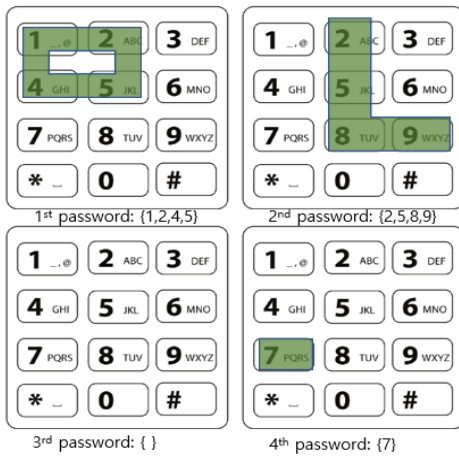 1 _,@ 2 ABC 3 DEF
4 GHI 5 JKL 6 MNO
7 PQRS 8 TUV 9 WXYZ
* ⎵ 0 #
1st password: {1,2,4,5}
1 _,@ 2 ABC 3 DEF
4 GHI 5 JKL 6 MNO
7 PQRS 8 TUV 9 WXYZ
* ⎵ 0 #
2nd password: {2,5,8,9}
1 _,@ 2 ABC 3 DEF
4 GHI 5 JKL 6 MNO
7 PQRS 8 TUV 9 WXYZ
* ⎵ 0 #
3rd password: { }
1 _,@ 2 ABC 3 DEF
4 GHI 5 JKL 6 MNO
7 PQRS 8 TUV 9 WXYZ
* ⎵ 0 #
4th password: {7}